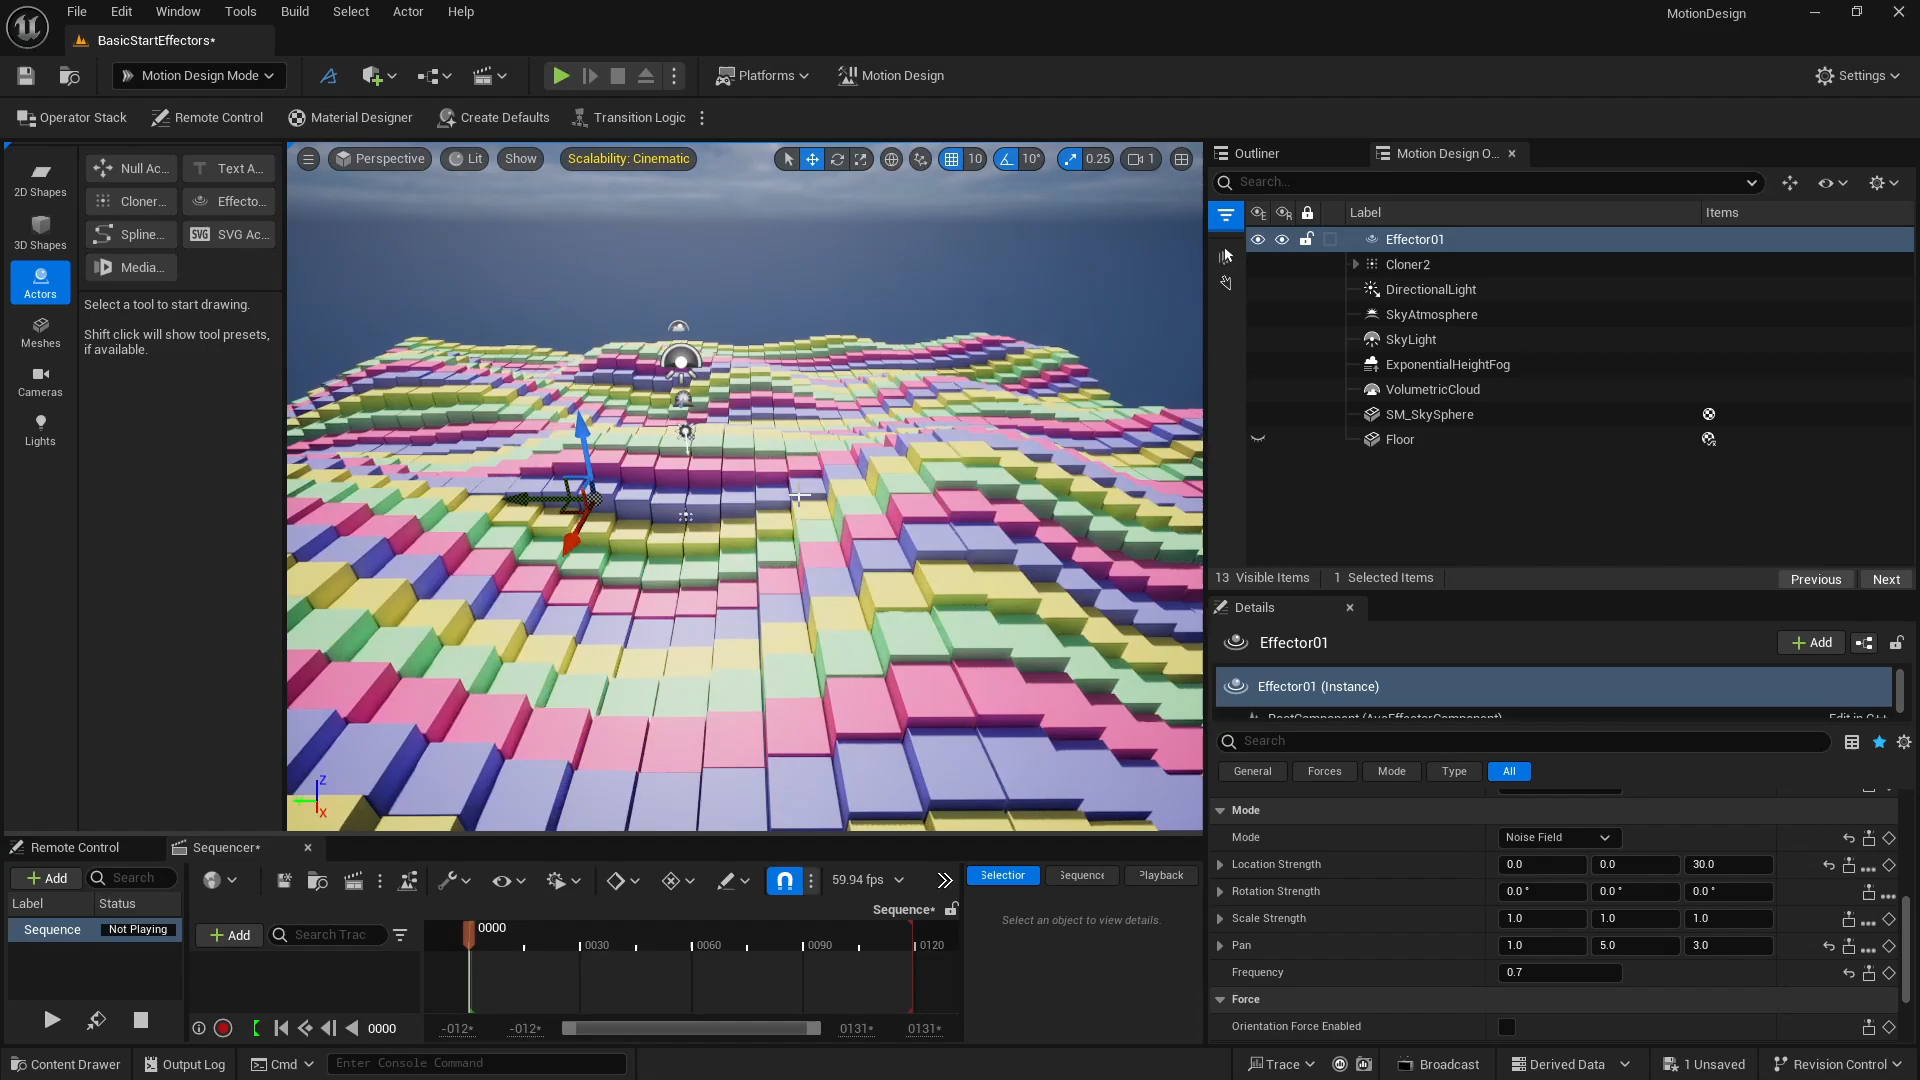 File Edit Window Tools Build Select Actor Help
MotionDesign
BasicStartEffectors*
Motion Design Mode
Platforms
Motion Design
Settings
Operator Stack
Remote Control
Material Designer
Create Defaults
Transition Logic
2D Shapes
3D Shapes
Actors
Meshes
Cameras
Lights
Null Ac...
Text A...
Cloner...
Effecto...
Spline...
SVG SVG Ac...
Media...
Select a tool to start drawing.
Shift click will show tool presets,
if available.
Perspective
Lit
Show
Scalability: Cinematic
10
10°
0.25
1
Z
X
Outliner
Motion Design O...
Search...
Label
Items
Effector01
Cloner2
DirectionalLight
SkyAtmosphere
SkyLight
ExponentialHeightFog
VolumetricCloud
SM_SkySphere
Floor
13 Visible Items
1 Selected Items
Previous
Next
Details
Effector01
Add
Effector01 (Instance)
RootComponent (AvaEffectorComponent)
Edit in C++
Search
General
Forces
Mode
Type
All
Mode
Mode
Noise Field
Location Strength
0.0
0.0
30.0
Rotation Strength
0.0 °
0.0 °
0.0 °
Scale Strength
1.0
1.0
1.0
Pan
1.0
5.0
3.0
Frequency
0.7
Force
Orientation Force Enabled
Remote Control
Add
Search
Label
Status
Sequence
Not Playing
Sequencer*
59.94 fps
Sequence*
Add
Search Trac
0000
0030
0060
0090
0120
0000
-012*
-012*
0131*
0131*
Selection
Sequence
Playback
Select an object to view details.
Content Drawer
Output Log
Cmd
Enter Console Command
Trace
Broadcast
Derived Data
1 Unsaved
Revision Control